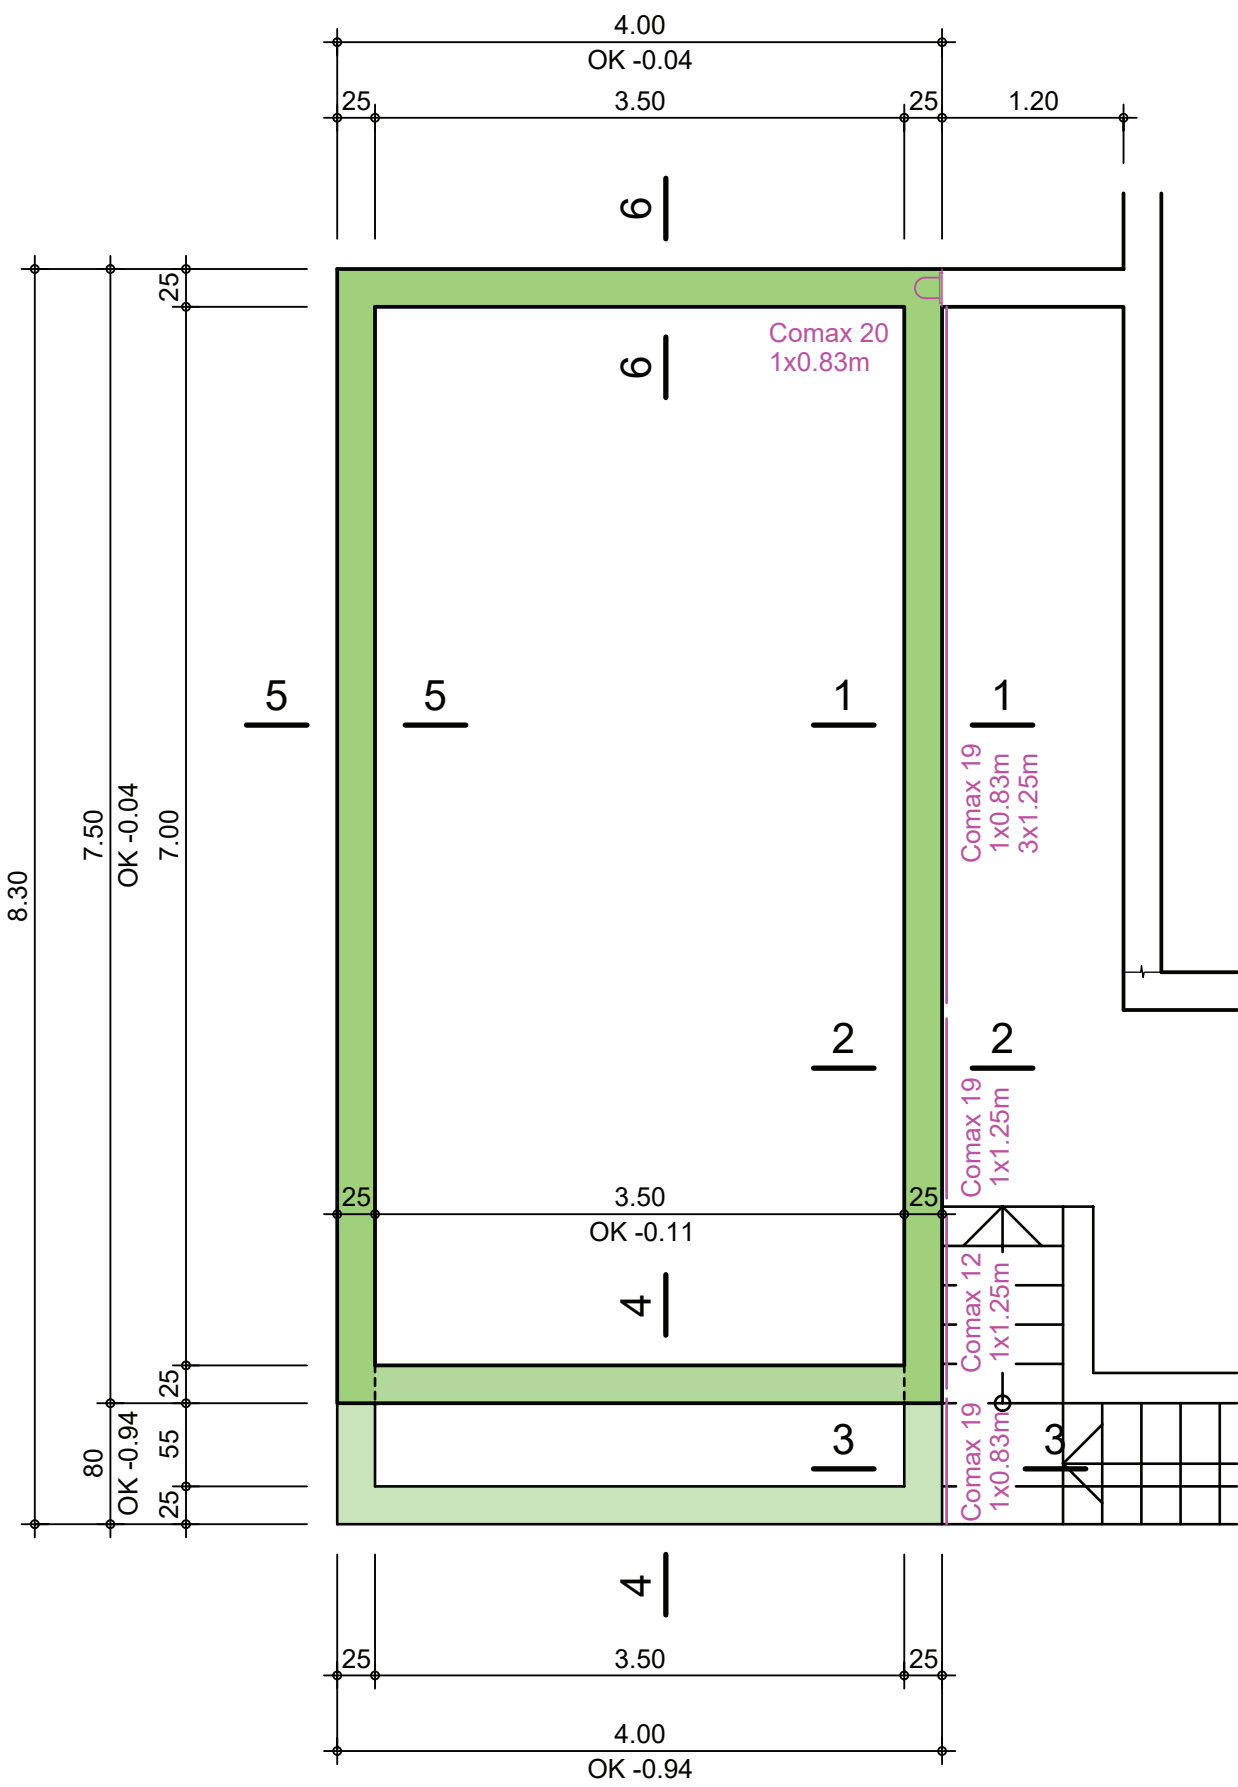 4.00
OK -0.04
25 3.50 25 1.20
6
25
Comax 20
1x0.83m
6
5 5 1 1
Comax 19
1x0.83m
3x1.25m
8.30
7.50
OK -0.04
7.00
2 2
Comax 19
1x1.25m
25 3.50 25
OK -0.11
4
Comax 12
1x1.25m
25
80
OK -0.94
55
25
3 3
Comax 19
1x0.83m
4
25 3.50 25
4.00
OK -0.94